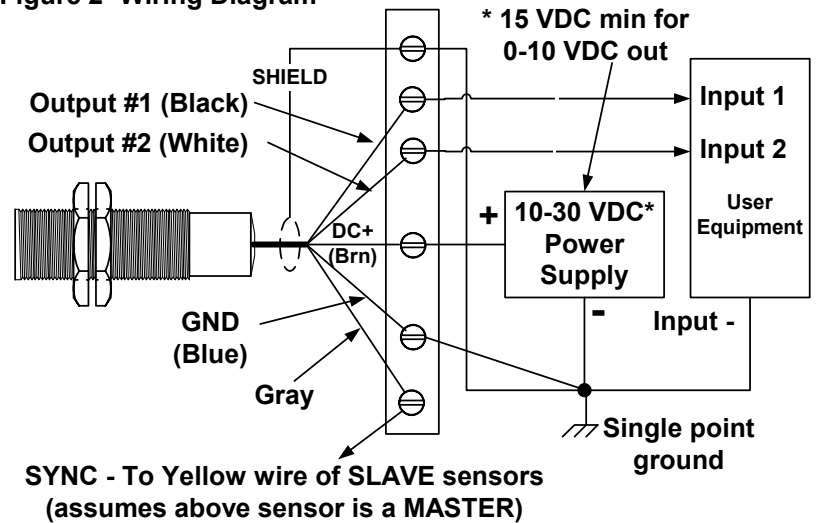 Figure 2 Wiring Diagram
* 15 VDC min for
0-10 VDC out
SHIELD
Output #1 (Black)
Output #2 (White)
Input 1
Input 2
User
Equipment
DC+
(Brn)
+
10-30 VDC*
Power
Supply
-
Input -
GND
(Blue)
Gray
Single point
ground
SYNC - To Yellow wire of SLAVE sensors
(assumes above sensor is a MASTER)